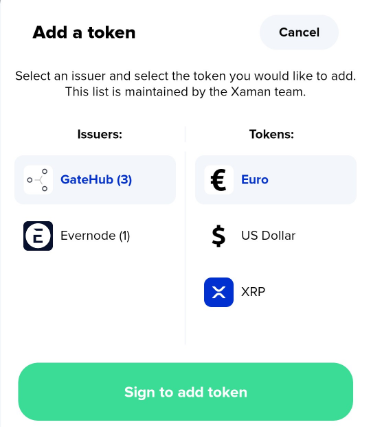 Add a token
Cancel
Select an issuer and select the token you would like to add.
This list is maintained by the Xaman team.
Issuers:
Tokens:
GateHub (3)
€ Euro
Evernode (1)
$ US Dollar
XRP
Sign to add token